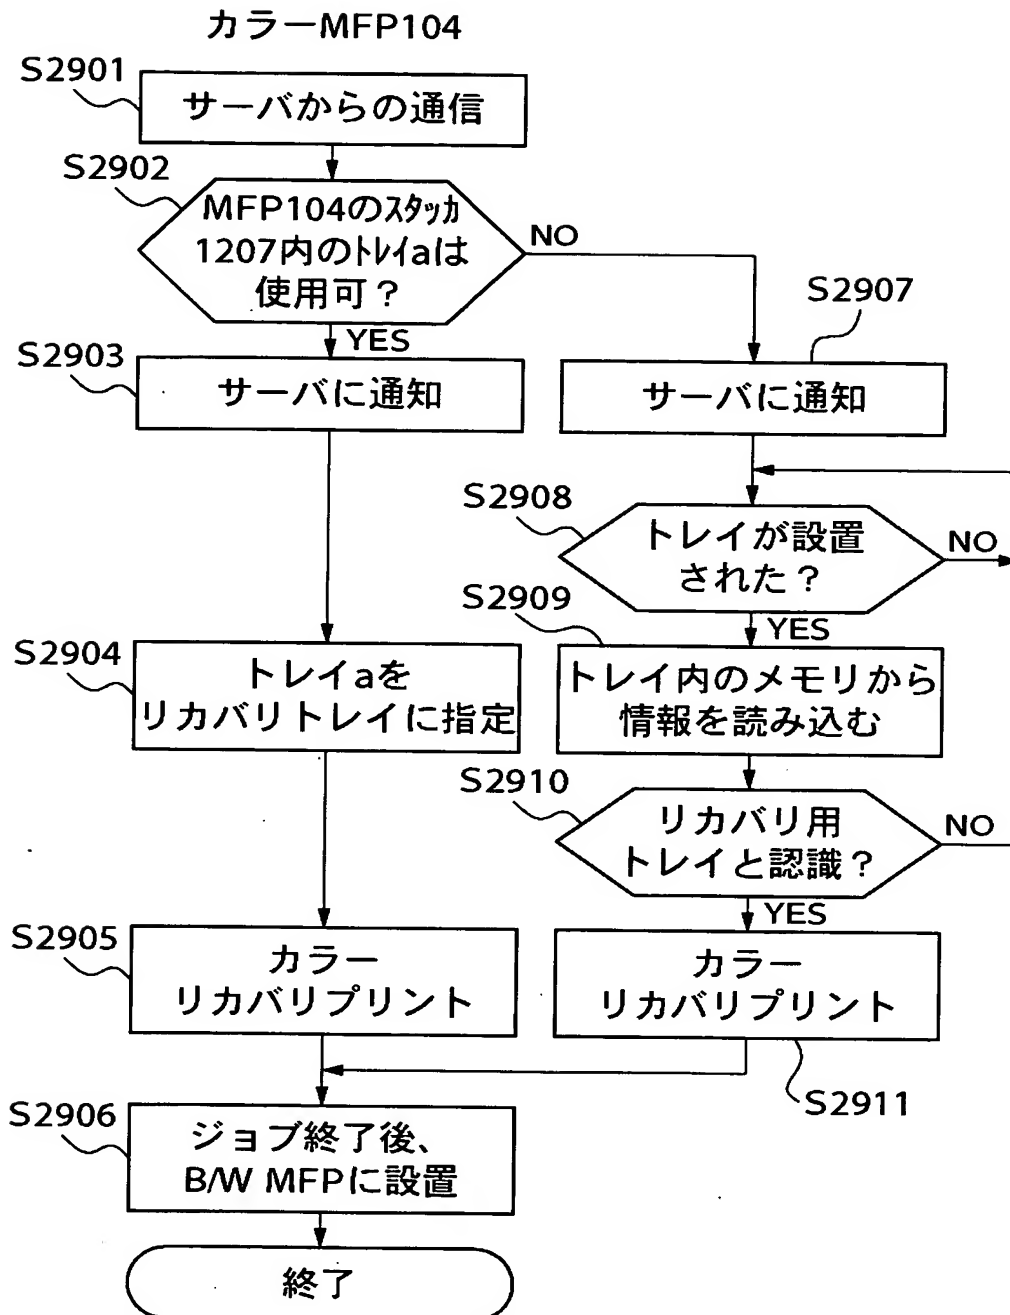 カラーMFP104
S2901
サーバからの通信
S2902
MFP104のスタッカ
1207内のトレイaは
使用可？
NO
YES
S2903
サーバに通知
S2907
サーバに通知
S2908
トレイが設置
された？
NO
YES
S2909
トレイ内のメモリから
情報を読み込む
S2904
トレイaを
リカバリトレイに指定
S2910
リカバリ用
トレイと認識？
NO
YES
S2905
カラー
リカバリプリント
カラー
リカバリプリント
S2911
S2906
ジョブ終了後、
B/W MFPに設置
終了